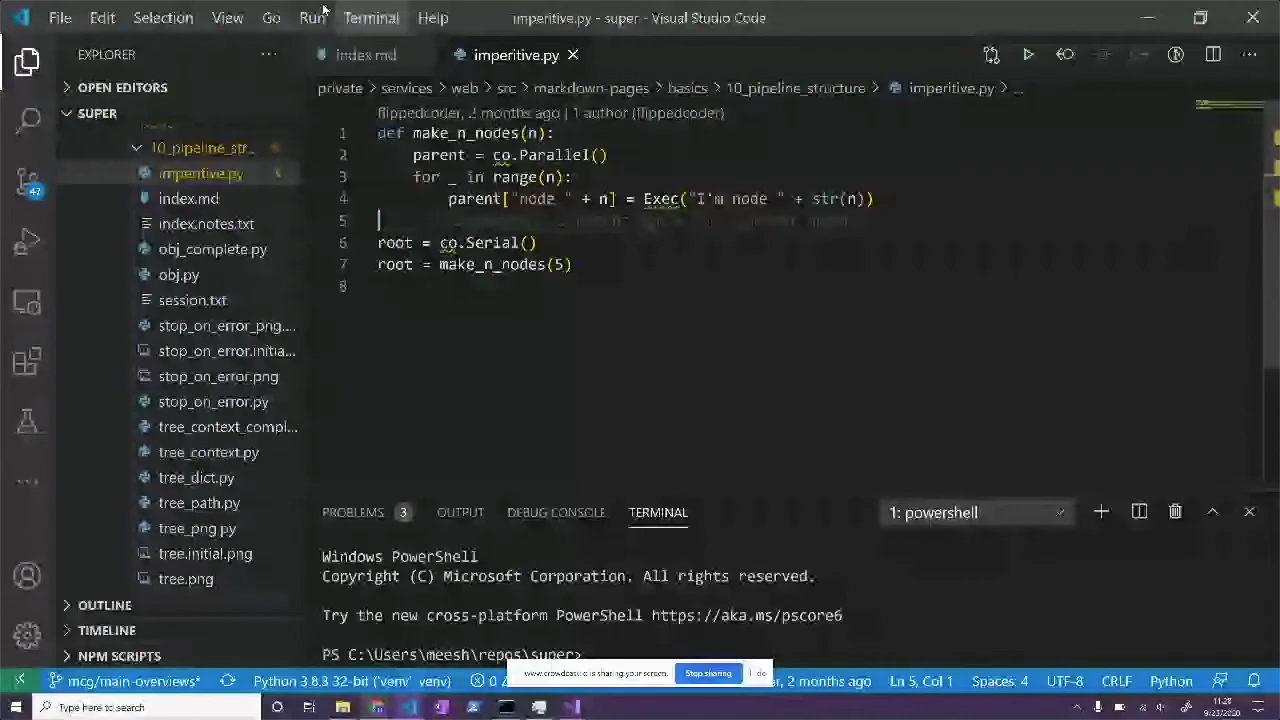 File Edit Selection View Go Run Terminal Help
imperitive.py - super - Visual Studio Code
EXPLORER
index.md
imperitive.py
OPEN EDITORS
private > services > web > src > markdown-pages > basics > 10_pipeline_structure > imperitive.py > ...
SUPER
flippedcoder, 2 months ago | 1 author (flippedcoder)
1 def make_n_nodes(n):
2 parent = co.Parallel()
3 for _ in range(n):
4 parent["node " + n] = Exec("I'm node " + str(n))
5
6 root = co.Serial()
7 root = make_n_nodes(5)
8
10_pipeline_str...
imperitive.py
index.md
index.notes.txt
obj_complete.py
obj.py
session.txt
stop_on_error_png....
stop_on_error.initia...
stop_on_error.png
stop_on_error.py
tree_context_compl...
tree_context.py
tree_dict.py
tree_path.py
tree_png.py
tree.initial.png
tree.png
OUTLINE
TIMELINE
NPM SCRIPTS
47
PROBLEMS 3 OUTPUT DEBUG CONSOLE TERMINAL
1: powershell
Windows PowerShell
Copyright (C) Microsoft Corporation. All rights reserved.
Try the new cross-platform PowerShell https://aka.ms/pscore6
PS C:\Users\meesh\repos\super>
is sharing your screen. Stop sharing
mcg/main-overviews* Python 3.8.3 32-bit ('venv': venv) 0
2 months ago Ln 5, Col 1 Spaces: 4 UTF-8 CRLF Python
Type here to search
11:28
9/23/2020